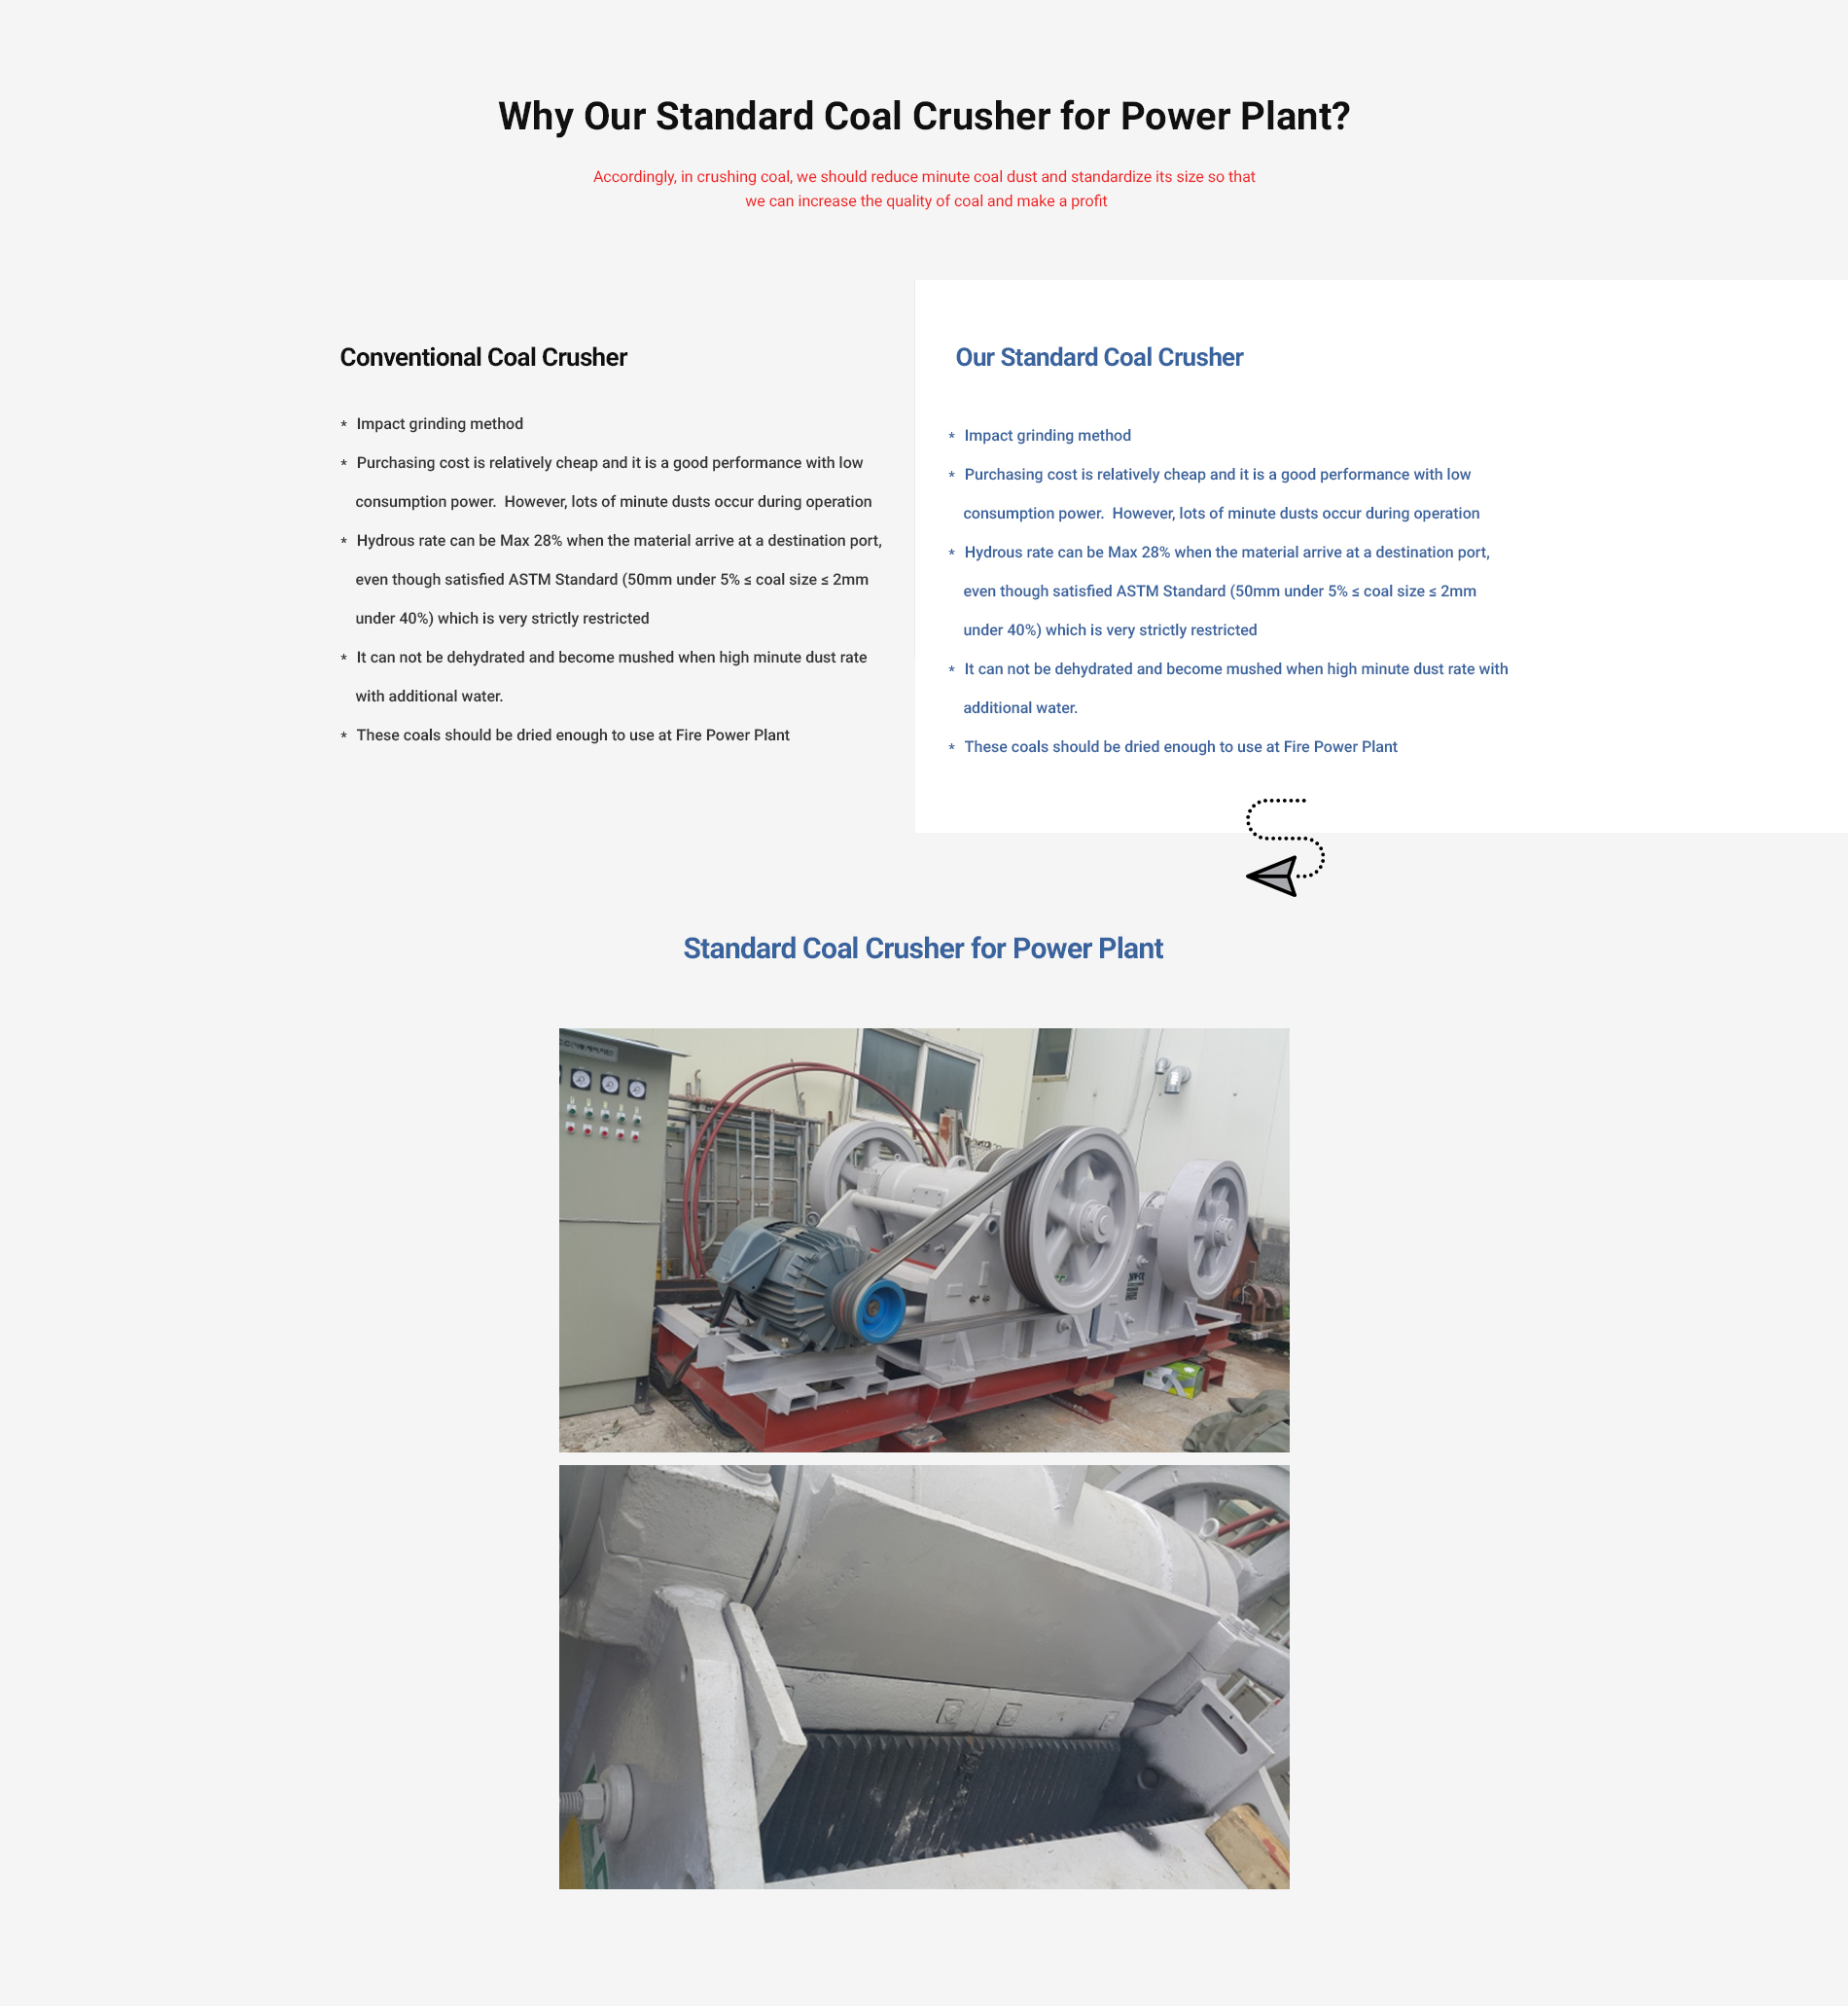 Why Our Standard Coal Crusher for Power Plant?
Accordingly, in crushing coal, we should reduce minute coal dust and standardize its size so that
we can increase the quality of coal and make a profit
Conventional Coal Crusher
* Impact grinding method
* Purchasing cost is relatively cheap and it is a good performance with low
consumption power.  However, lots of minute dusts occur during operation
* Hydrous rate can be Max 28% when the material arrive at a destination port,
even though satisfied ASTM Standard (50mm under 5% ≤ coal size ≤ 2mm
under 40%) which is very strictly restricted
* It can not be dehydrated and become mushed when high minute dust rate
with additional water.
* These coals should be dried enough to use at Fire Power Plant
Our Standard Coal Crusher
* Impact grinding method
* Purchasing cost is relatively cheap and it is a good performance with low
consumption power.  However, lots of minute dusts occur during operation
* Hydrous rate can be Max 28% when the material arrive at a destination port,
even though satisfied ASTM Standard (50mm under 5% ≤ coal size ≤ 2mm
under 40%) which is very strictly restricted
* It can not be dehydrated and become mushed when high minute dust rate with
additional water.
* These coals should be dried enough to use at Fire Power Plant
Standard Coal Crusher for Power Plant